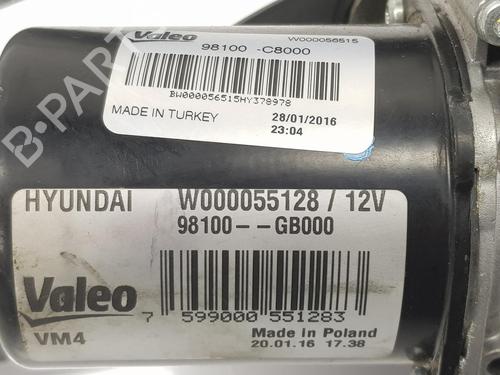 Valeo
W000056515
98100 -C8000
BW000056515HY378978
MADE IN TURKEY
28/01/2016
23:04
HYUNDAI
W000055128 / 12V
98100--GB000
Valeo
7 599000 551283
VM4
Made in Poland
20.01.16 17.38
B-PARTS